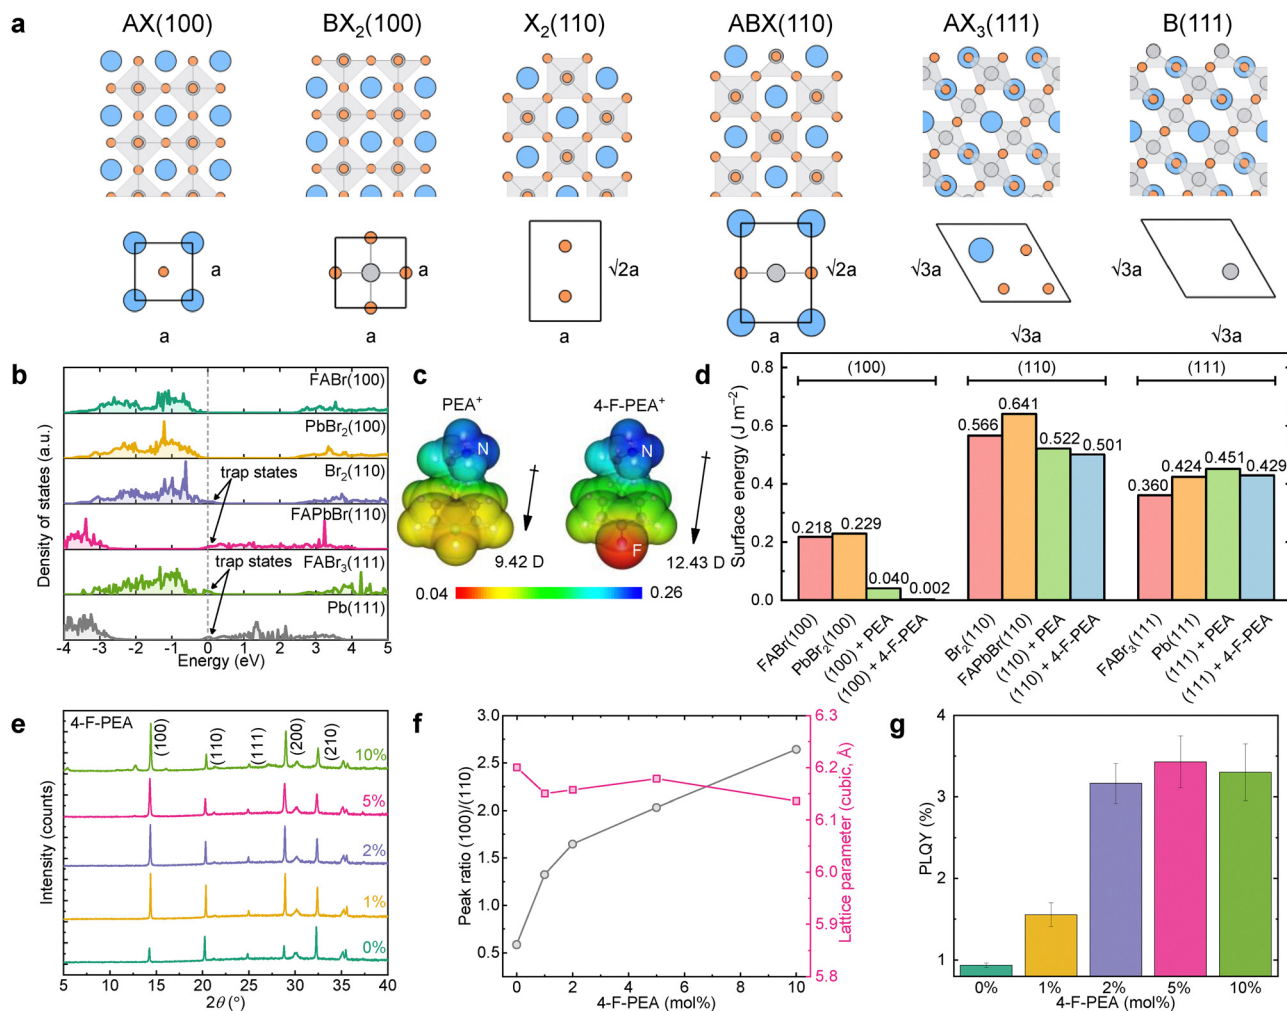 a
AX(100)
BX₂(100)
X₂(110)
ABX(110)
AX₃(111)
B(111)
a
a
a
a
√2a
a
√2a
a
√3a
√3a
√3a
√3a
b
Density of states (a.u.)
FABr(100)
PbBr₂(100)
Br₂(110)
trap states
FAPbBr(110)
trap states
FABr₃(111)
Pb(111)
-4 -3 -2 -1 0 1 2 3 4 5
Energy (eV)
c
PEA⁺
4-F-PEA⁺
N
N
F
9.42 D
12.43 D
0.04
0.26
d
Surface energy (J m⁻²)
0.8
0.6
0.4
0.2
0.0
(100)
(110)
(111)
0.218
0.229
0.040
0.002
0.566
0.641
0.522
0.501
0.360
0.424
0.451
0.429
FABr(100)
PbBr₂(100)
(100) + PEA
(100) + 4-F-PEA
Br₂(110)
FAPbBr(110)
(110) + PEA
(110) + 4-F-PEA
FABr₃(111)
Pb(111)
(111) + PEA
(111) + 4-F-PEA
e
Intensity (counts)
4-F-PEA
(100)
(110)
(111)
(200)
(210)
10%
5%
2%
1%
0%
5 10 15 20 25 30 35 40
2θ (°)
f
Peak ratio (100)/(110)
3.0
2.5
2.0
1.5
1.0
0.5
0 2 4 6 8 10
4-F-PEA (mol%)
6.3
6.2
6.1
6.0
5.9
5.8
Lattice parameter (cubic, Å)
g
PLQY (%)
4
3
2
1
0% 1% 2% 5% 10%
4-F-PEA (mol%)